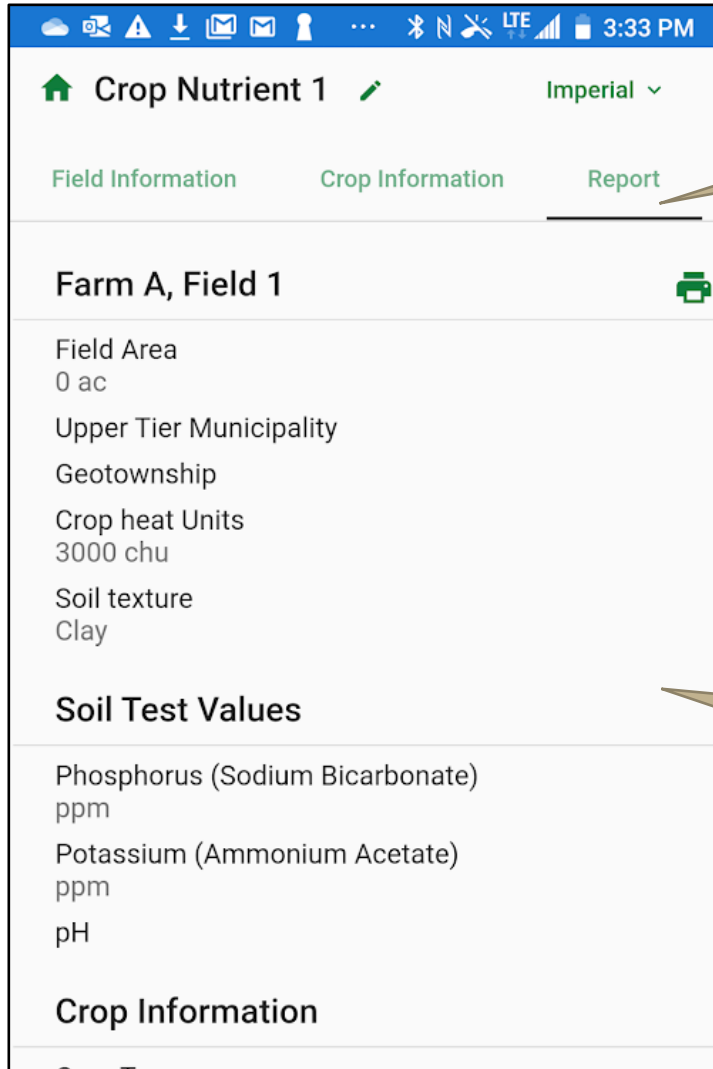 LTE 3:33 PM
Crop Nutrient 1 Imperial
Field Information Crop Information Report
Farm A, Field 1
Field Area
0 ac
Upper Tier Municipality
Geotownship
Crop heat Units
3000 chu
Soil texture
Clay
Soil Test Values
Phosphorus (Sodium Bicarbonate)
ppm
Potassium (Ammonium Acetate)
ppm
pH
Crop Information